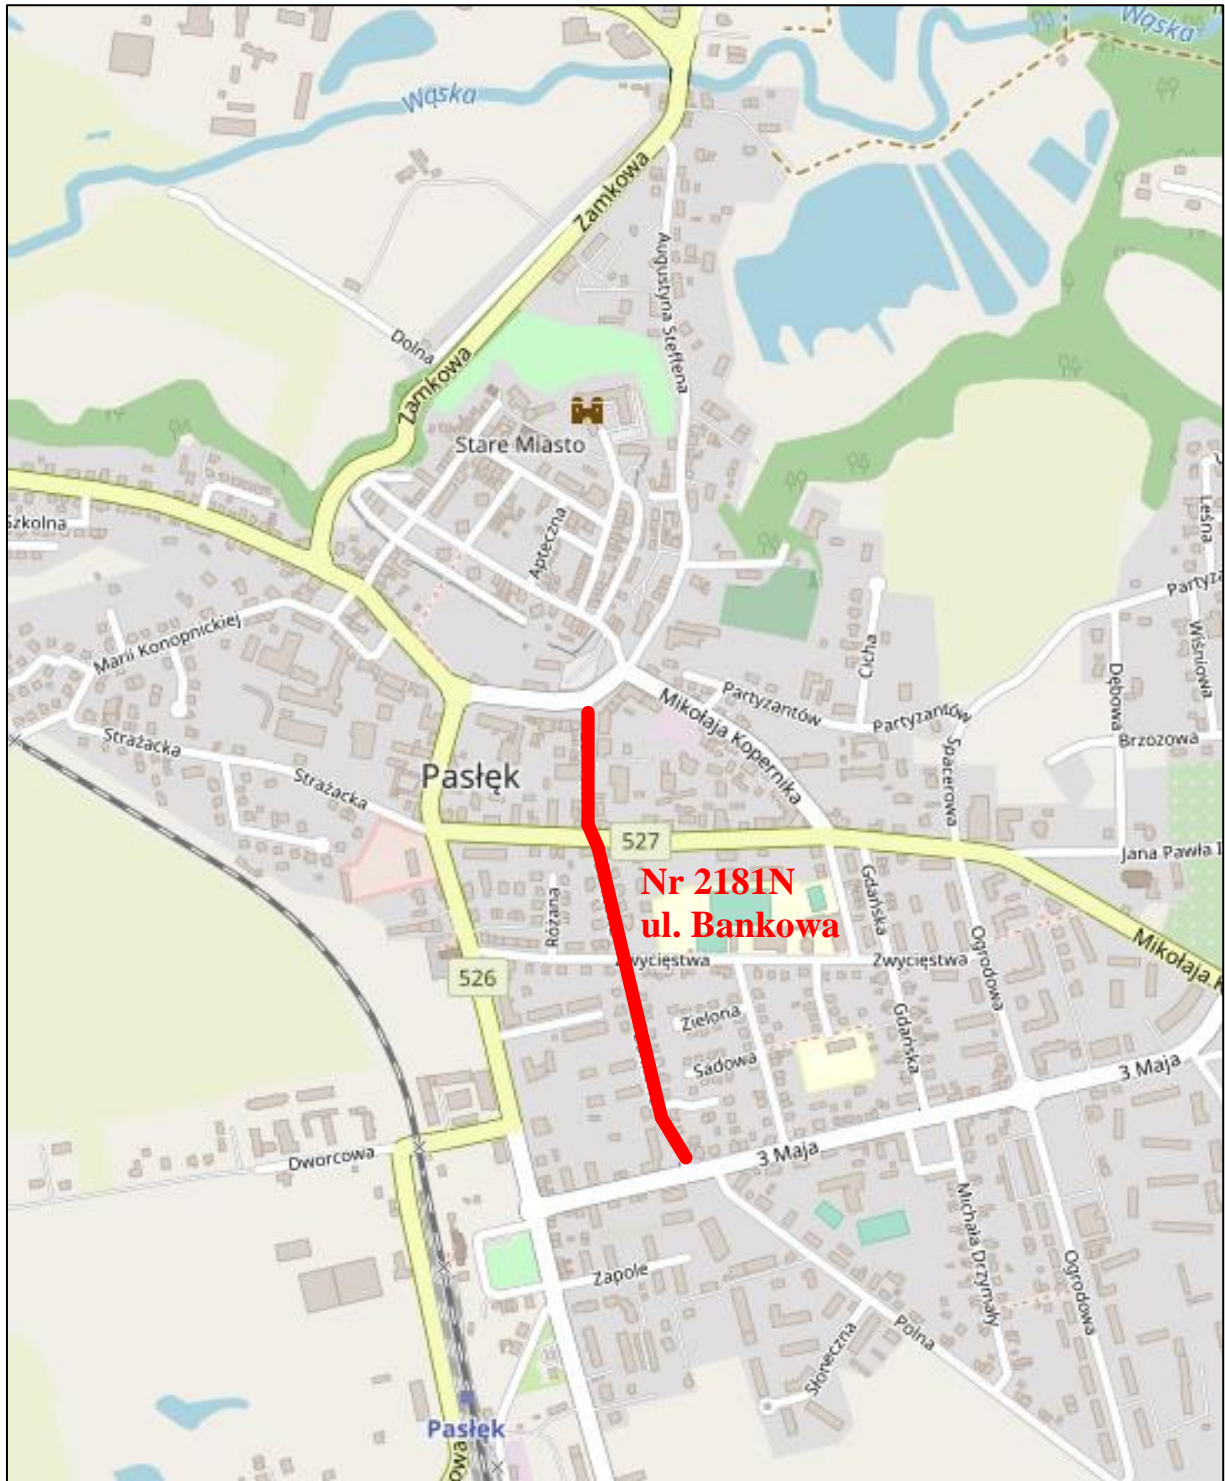 Wąska
Wąska
Zamkowa
Augustyna Steffena
Dolna
Zamkowa
Stare Miasto
Szkolna
Apteczna
Leśna
Marii Konopnickiej
Cicha
Wiśniowa
Dębowa
Partyzantów
Partyzantów
Mikołaja Kopernika
Brzozowa
Strażacka
Spacerowa
Strażacka
Pasłęk
527
Jana Pawła I
Nr 2181N
ul. Bankowa
Różana
Gdańska
Ogrodowa
Zwycięstwa
Zwycięstwa
Mikołaja K
526
Zielona
Gdańska
Sadowa
3 Maja
Dworcowa
3 Maja
Michała Drzymały
Zapole
Ogrodowa
Polna
Słoneczna
Pasłęk
owa